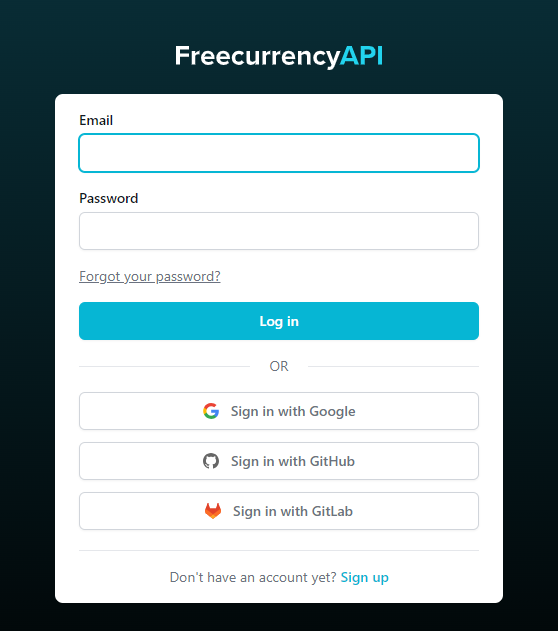 FreecurrencyAPI
Email
Password
Forgot your password?
Log in
OR
Sign in with Google
Sign in with GitHub
Sign in with GitLab
Don't have an account yet? Sign up